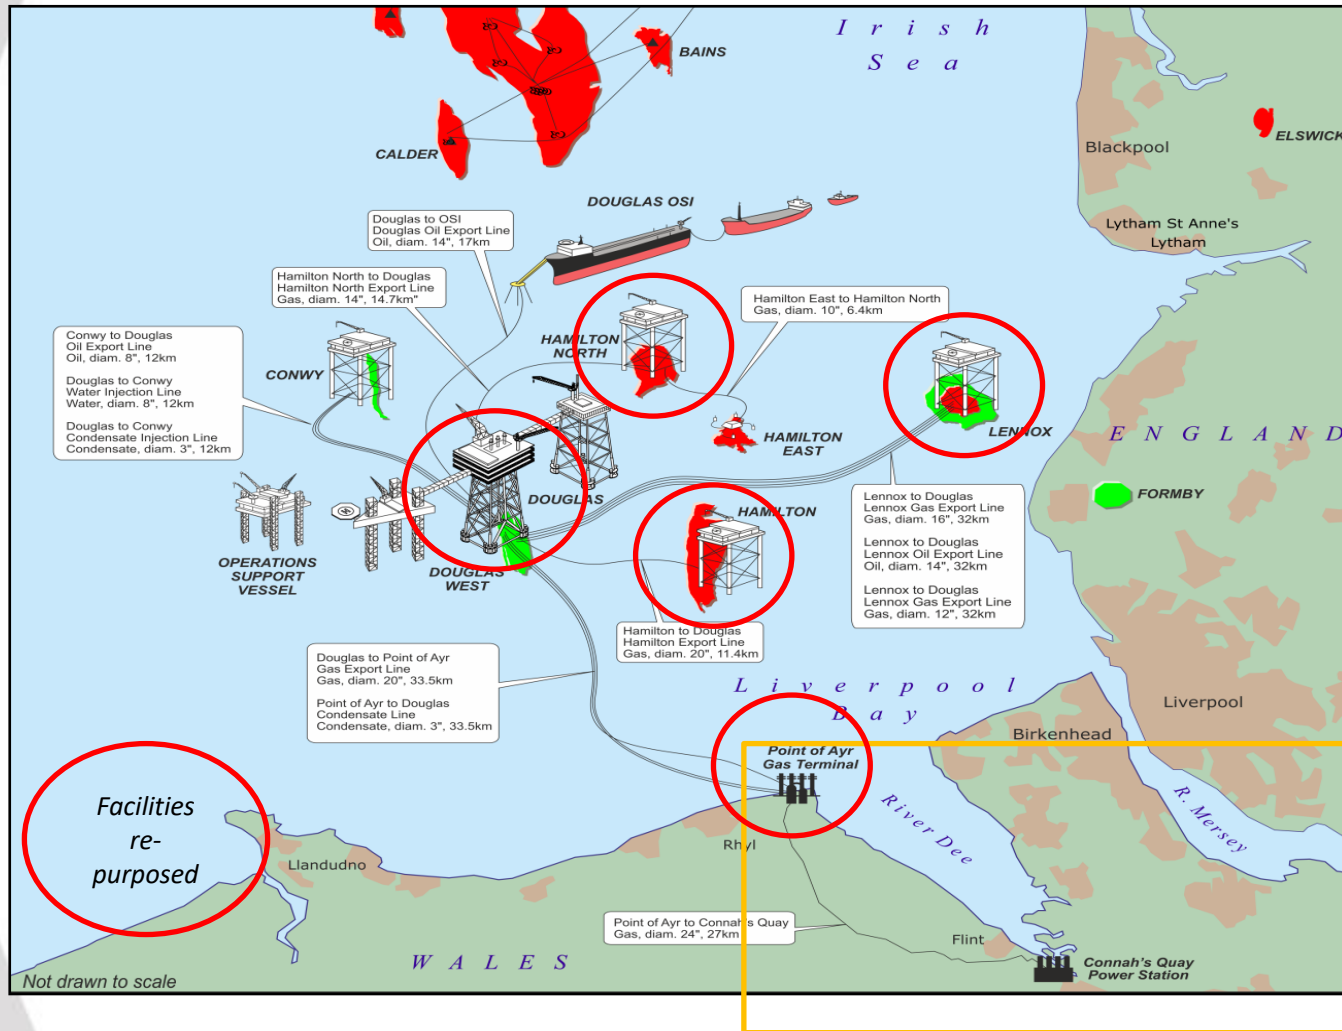 I r i s h
S e a
BAINS
CALDER
ELSWICK
Blackpool
Lytham St Anne's
Lytham
DOUGLAS OSI
Douglas to OSI
Douglas Oil Export Line
Oil, diam. 14", 17km
Hamilton North to Douglas
Hamilton North Export Line
Gas, diam. 14", 14.7km"
Hamilton East to Hamilton North
Gas, diam. 10", 6.4km
Conwy to Douglas
Oil Export Line
Oil, diam. 8", 12km
Douglas to Conwy
Water Injection Line
Water, diam. 8", 12km
Douglas to Conwy
Condensate Injection Line
Condensate, diam. 3", 12km
CONWY
HAMILTON
NORTH
HAMILTON
EAST
LENNOX
E N G L A N D
FORMBY
DOUGLAS
HAMILTON
OPERATIONS
SUPPORT
VESSEL
DOUGLAS
WEST
Lennox to Douglas
Lennox Gas Export Line
Gas, diam. 16", 32km
Lennox to Douglas
Lennox Oil Export Line
Oil, diam. 14", 32km
Lennox to Douglas
Lennox Gas Export Line
Gas, diam. 12", 32km
Hamilton to Douglas
Hamilton Export Line
Gas, diam. 20", 11.4km
Douglas to Point of Ayr
Gas Export Line
Gas, diam. 20", 33.5km
Point of Ayr to Douglas
Condensate Line
Condensate, diam. 3", 33.5km
L i v e r p o o l
B a y
Liverpool
Birkenhead
Point of Ayr
Gas Terminal
River Dee
R. Mersey
Facilities
re-
purposed
Llandudno
Rhyl
Point of Ayr to Connah's Quay
Gas, diam. 24", 27km
Flint
W A L E S
Connah's Quay
Power Station
Not drawn to scale